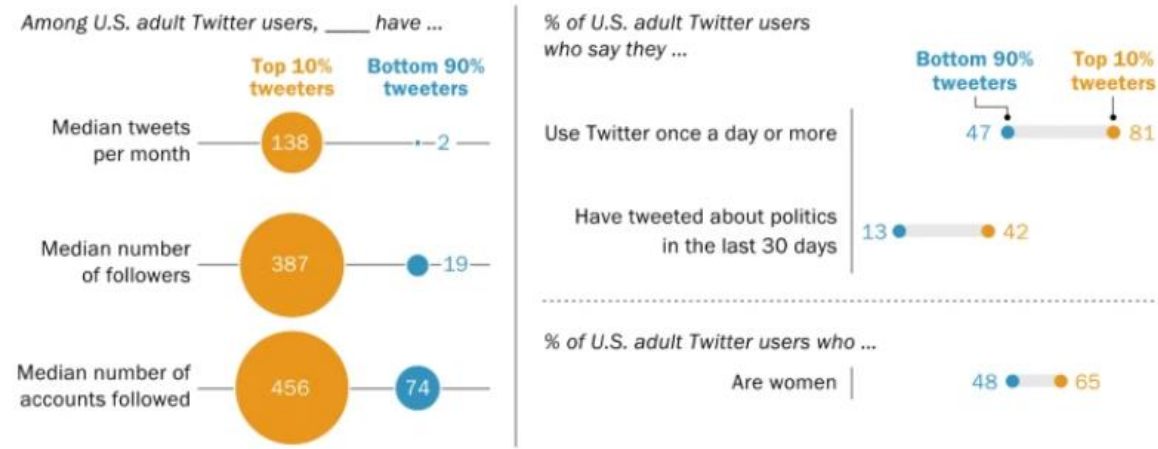 Among U.S. adult Twitter users, ____ have ...
Top 10% tweeters
Bottom 90% tweeters
Median tweets
per month
138
2
Median number
of followers
387
19
Median number of
accounts followed
456
74
% of U.S. adult Twitter users
who say they ...
Bottom 90% tweeters
Top 10% tweeters
Use Twitter once a day or more
47
81
Have tweeted about politics
in the last 30 days
13
42
% of U.S. adult Twitter users who ...
Are women
48
65